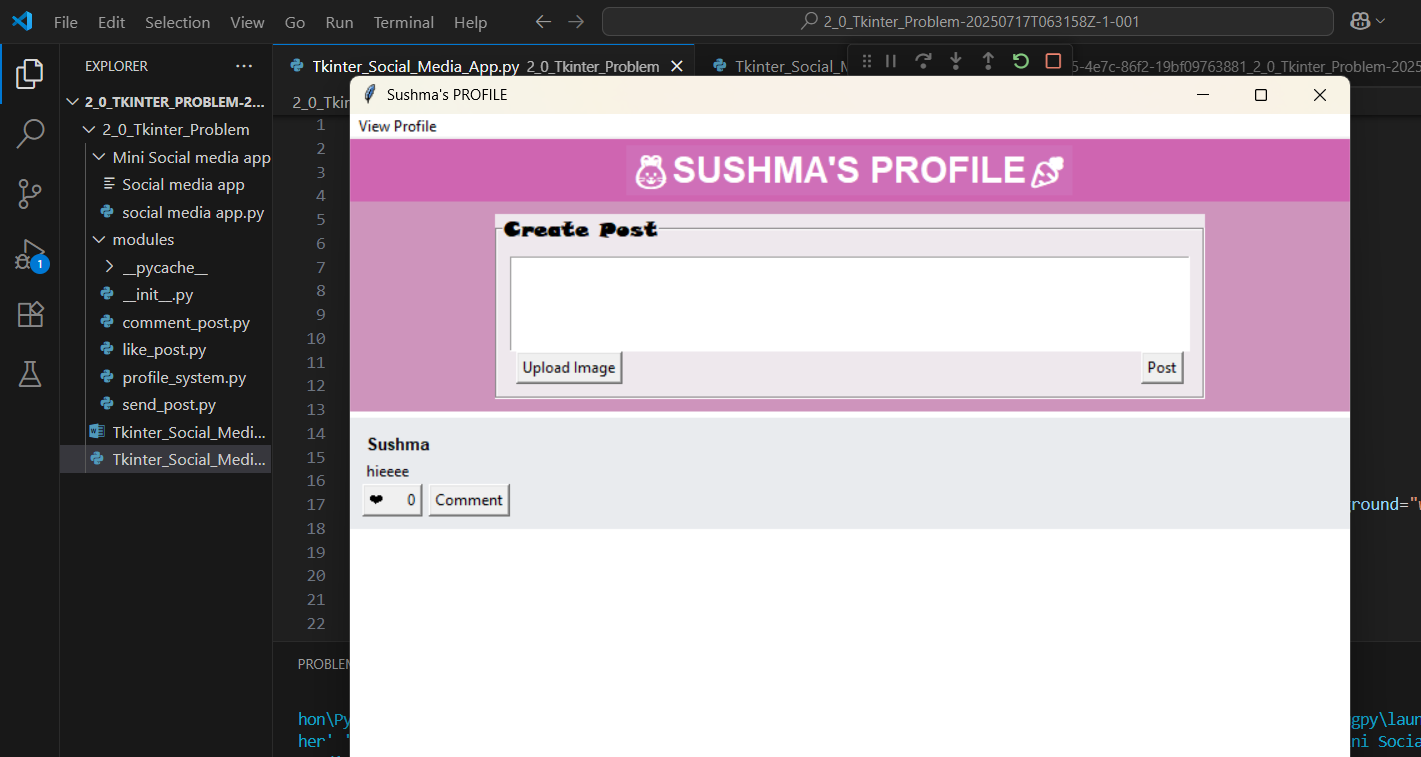 File Edit Selection View Go Run Terminal Help 2_0_Tkinter_Problem-20250717T063158Z-1-001
EXPLORER
2_0_TKINTER_PROBLEM-2...
2_0_Tkinter_Problem
Mini Social media app
Social media app
social media app.py
modules
__pycache__
__init__.py
comment_post.py
like_post.py
profile_system.py
send_post.py
Tkinter_Social_Medi...
Tkinter_Social_Medi...
1
Tkinter_Social_Media_App.py 2_0_Tkinter_Problem Tkinter_Social_M 5-4e7c-86f2-19bf09763881_2_0_Tkinter_Problem-2025
2_0_Tkin
1
2
3
4
5
6
7
8
9
10
11
12
13
14
15
16
17
18
19
20
21
22
round="w
Sushma's PROFILE
View Profile
SUSHMA'S PROFILE
Create Post
Upload Image Post
Sushma
hieeee
❤ 0 Comment
PROBLEM
hon\Py gpy\laun
her' ' ni Socia